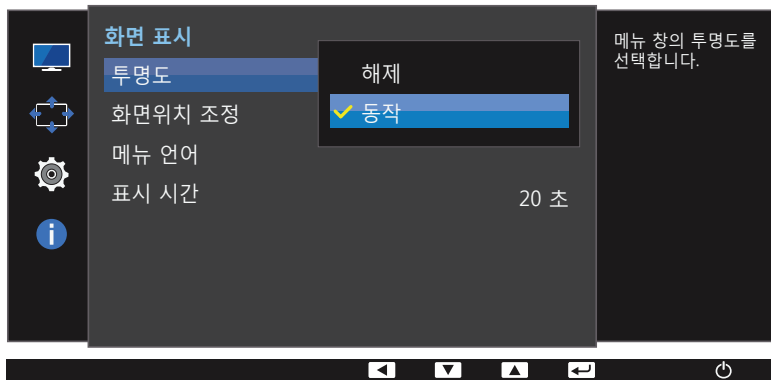 화면 표시
투명도
해제
동작
화면위치 조정
메뉴 언어
표시 시간
20 초
메뉴 창의 투명도를
선택합니다.